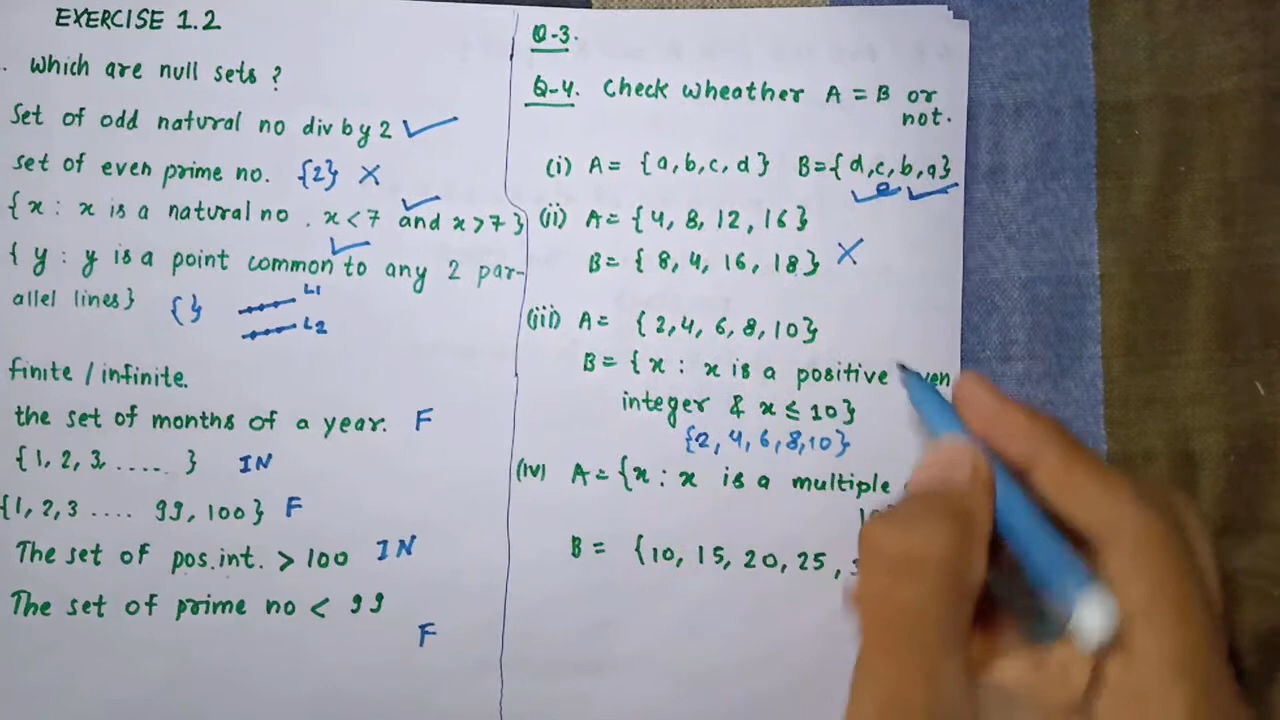 EXERCISE 1.2
. Which are null sets ?
Set of odd natural no div by 2 ✓
set of even prime no. {2} X
{ x : x is a natural no . x < 7 and x > 7 } ✓
{ y : y is a point common to any 2 par-
allel lines} { } L1
L2
finite / infinite.
the set of months of a year. F
{ 1, 2, 3, ..... } IN
{1, 2, 3 .... 99, 100 } F
The set of pos.int. > 100 IN
The set of prime no < 99
F
Q-3.
Q-4. Check wheather A = B or
not.
(i) A = {a, b, c, d } B = { d, c, b, a}
(ii) A = { 4, 8, 12, 16 }
B = { 8, 4, 16, 18 } X
(iii) A = { 2, 4, 6, 8, 10 }
B = { x : x is a positive
integer & x ≤ 10 }
{2, 4, 6, 8, 10 }
(iv) A = { x : x is a multiple
B = { 10, 15, 20, 25,